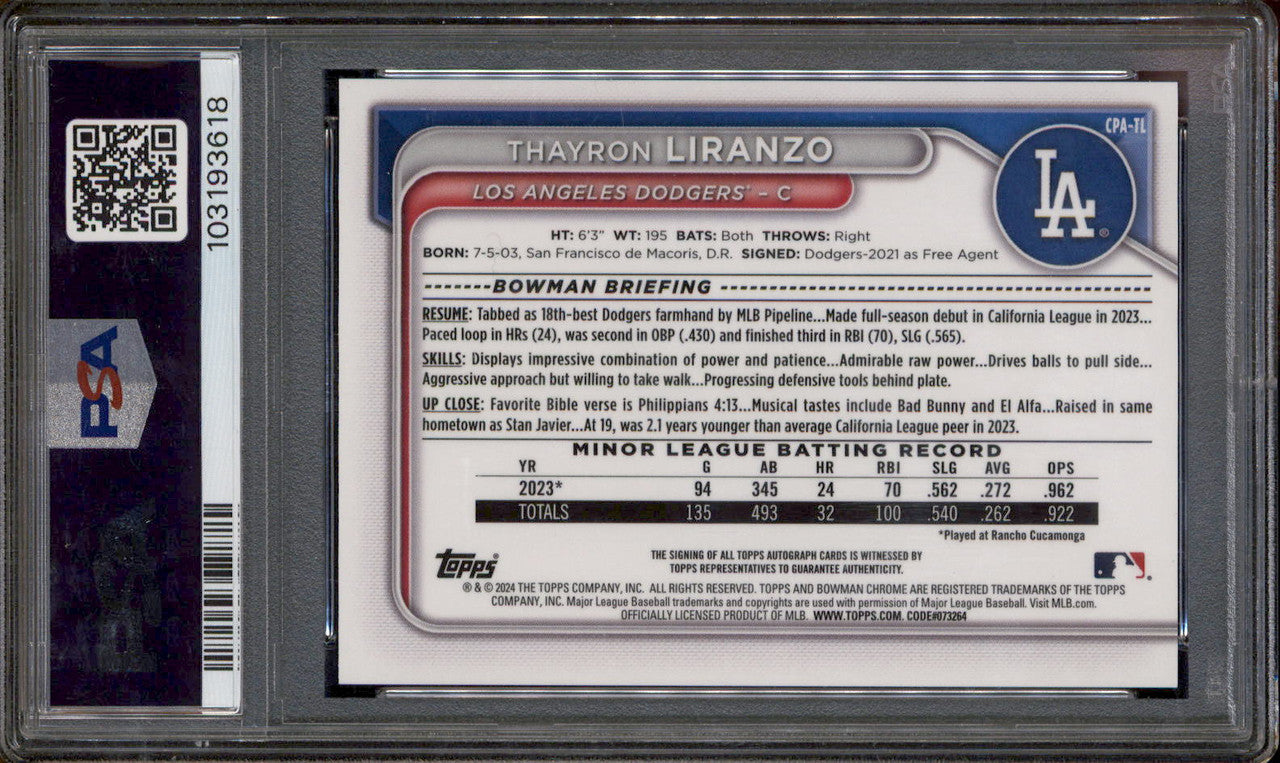 103193618
PSA
CPA-TL
THAYRON LIRANZO
LOS ANGELES DODGERS® – C
LA®
HT: 6'3" WT: 195 BATS: Both THROWS: Right
BORN: 7-5-03, San Francisco de Macoris, D.R. SIGNED: Dodgers-2021 as Free Agent
BOWMAN BRIEFING
RESUME: Tabbed as 18th-best Dodgers farmhand by MLB Pipeline...Made full-season debut in California League in 2023...
Paced loop in HRs (24), was second in OBP (.430) and finished third in RBI (70), SLG (.565).
SKILLS: Displays impressive combination of power and patience...Admirable raw power...Drives balls to pull side...
Aggressive approach but willing to take walk...Progressing defensive tools behind plate.
UP CLOSE: Favorite Bible verse is Philippians 4:13...Musical tastes include Bad Bunny and El Alfa...Raised in same
hometown as Stan Javier...At 19, was 2.1 years younger than average California League peer in 2023.
MINOR LEAGUE BATTING RECORD
YR G AB HR RBI SLG AVG OPS
2023* 94 345 24 70 .562 .272 .962
TOTALS 135 493 32 100 .540 .262 .922
*Played at Rancho Cucamonga
Topps®
THE SIGNING OF ALL TOPPS AUTOGRAPH CARDS IS WITNESSED BY
TOPPS REPRESENTATIVES TO GUARANTEE AUTHENTICITY.
® & © 2024 THE TOPPS COMPANY, INC. ALL RIGHTS RESERVED. TOPPS AND BOWMAN CHROME ARE REGISTERED TRADEMARKS OF THE TOPPS
COMPANY, INC. Major League Baseball trademarks and copyrights are used with permission of Major League Baseball. Visit MLB.com.
OFFICIALLY LICENSED PRODUCT OF MLB. WWW.TOPPS.COM. CODE#073264